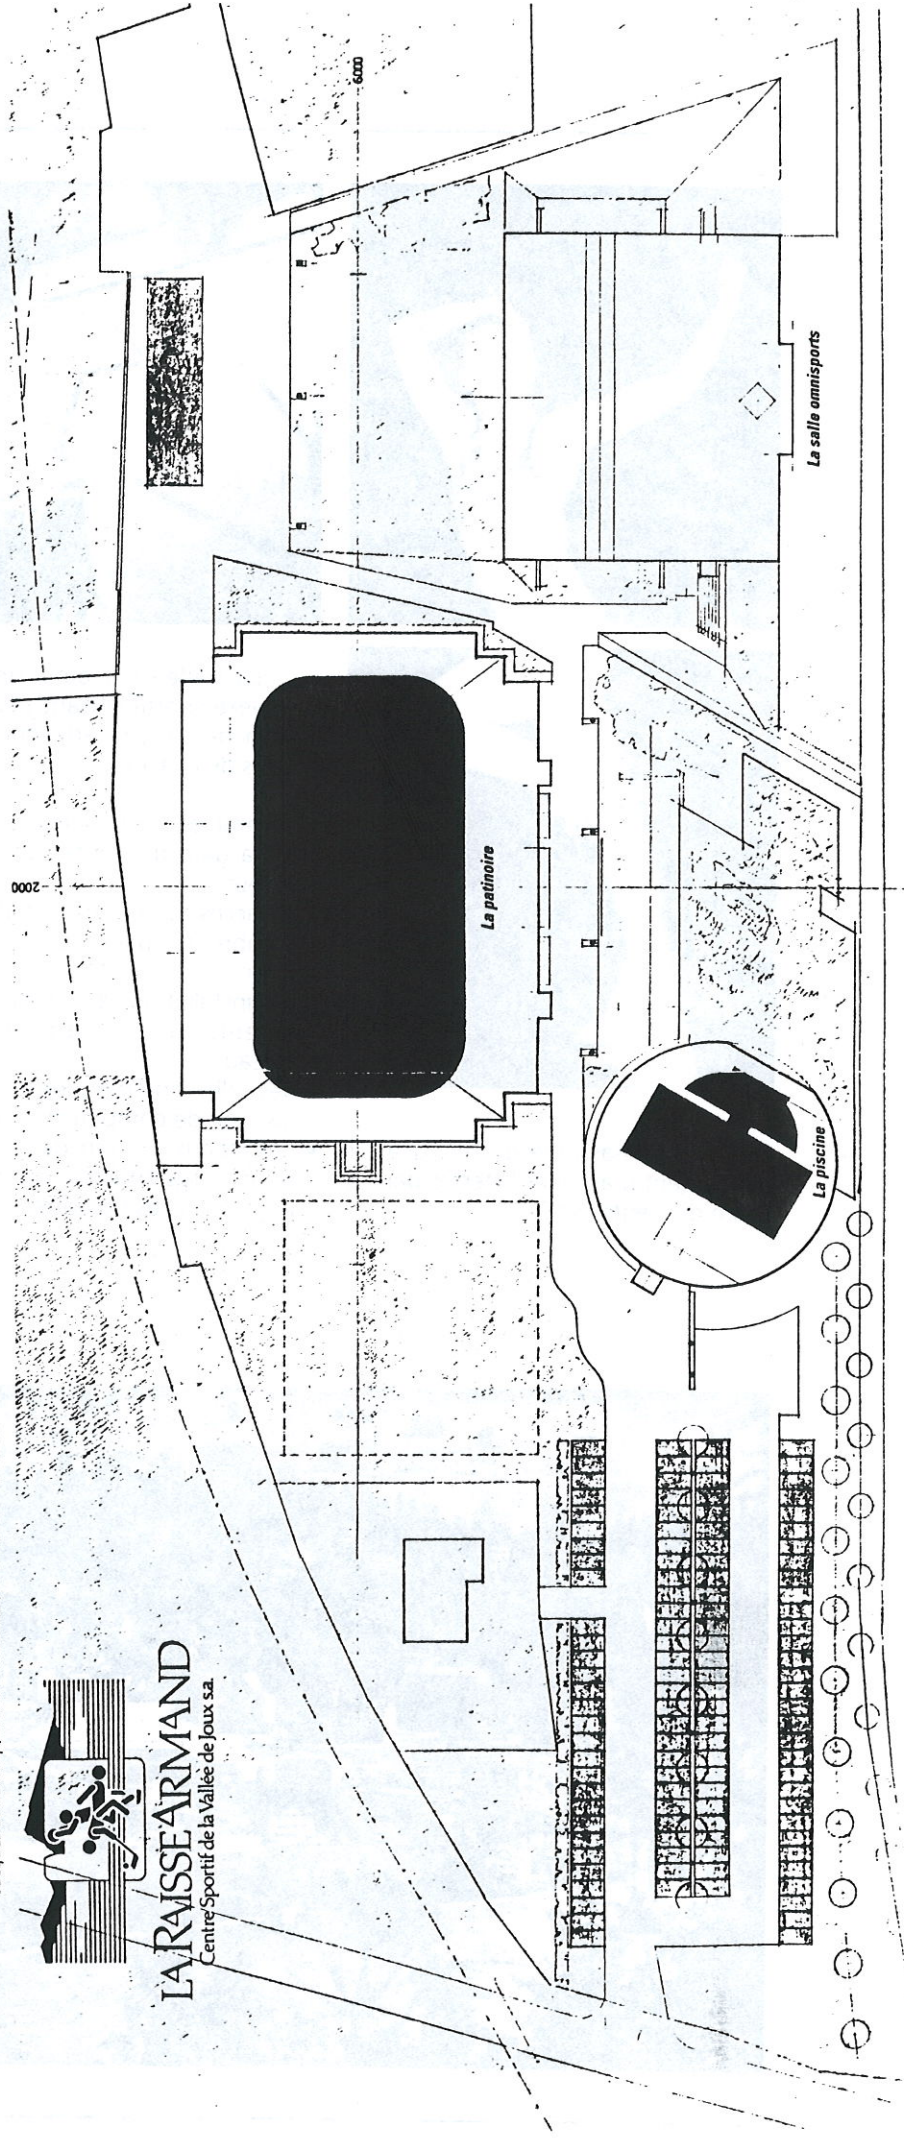 LA RAISSE ARMAND
Centre Sportif de la Vallée de Joux s.a.
2000
6000
La patinoire
La piscine
La salle omnisports